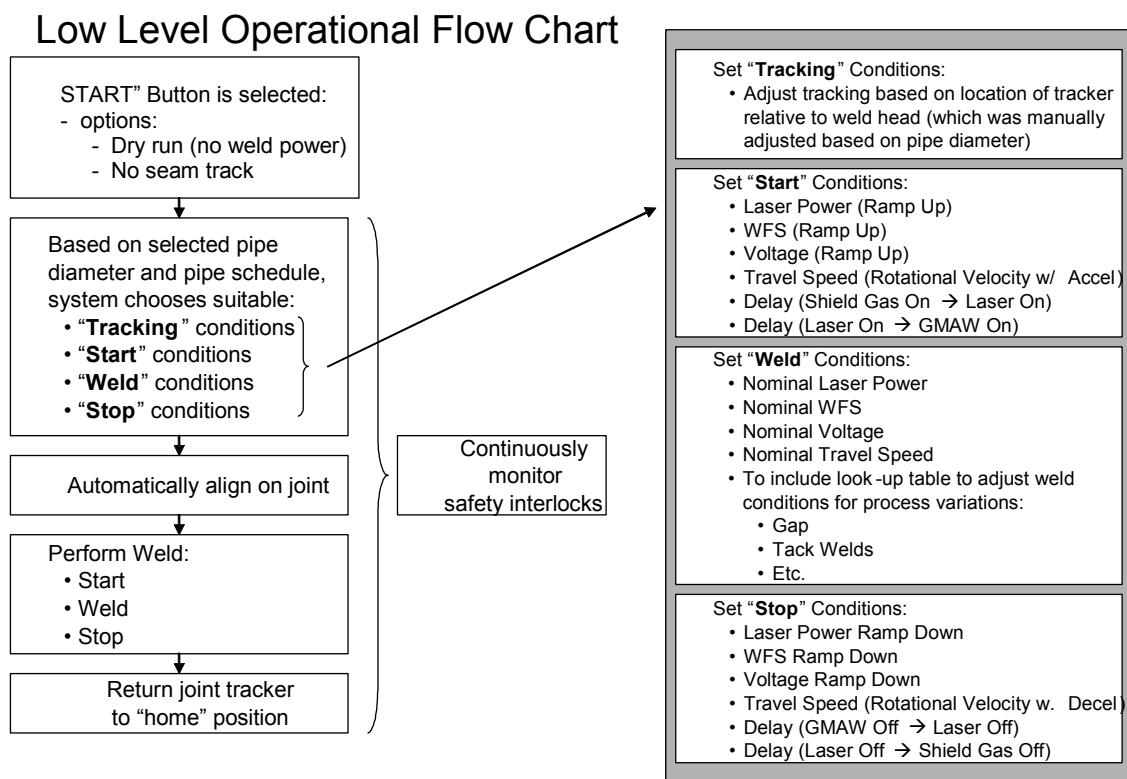 Low Level Operational Flow Chart
START” Button is selected:
- options:
- Dry run (no weld power)
- No seam track
Based on selected pipe
diameter and pipe schedule,
system chooses suitable:
• “Tracking” conditions
• “Start” conditions
• “Weld” conditions
• “Stop” conditions
Automatically align on joint
Perform Weld:
• Start
• Weld
• Stop
Return joint tracker
to “home” position
Continuously
monitor
safety interlocks
Set “Tracking” Conditions:
• Adjust tracking based on location of tracker
relative to weld head (which was manually
adjusted based on pipe diameter)
Set “Start” Conditions:
• Laser Power (Ramp Up)
• WFS (Ramp Up)
• Voltage (Ramp Up)
• Travel Speed (Rotational Velocity w/ Accel)
• Delay (Shield Gas On → Laser On)
• Delay (Laser On → GMAW On)
Set “Weld” Conditions:
• Nominal Laser Power
• Nominal WFS
• Nominal Voltage
• Nominal Travel Speed
• To include look-up table to adjust weld
conditions for process variations:
• Gap
• Tack Welds
• Etc.
Set “Stop” Conditions:
• Laser Power Ramp Down
• WFS Ramp Down
• Voltage Ramp Down
• Travel Speed (Rotational Velocity w. Decel)
• Delay (GMAW Off → Laser Off)
• Delay (Laser Off → Shield Gas Off)